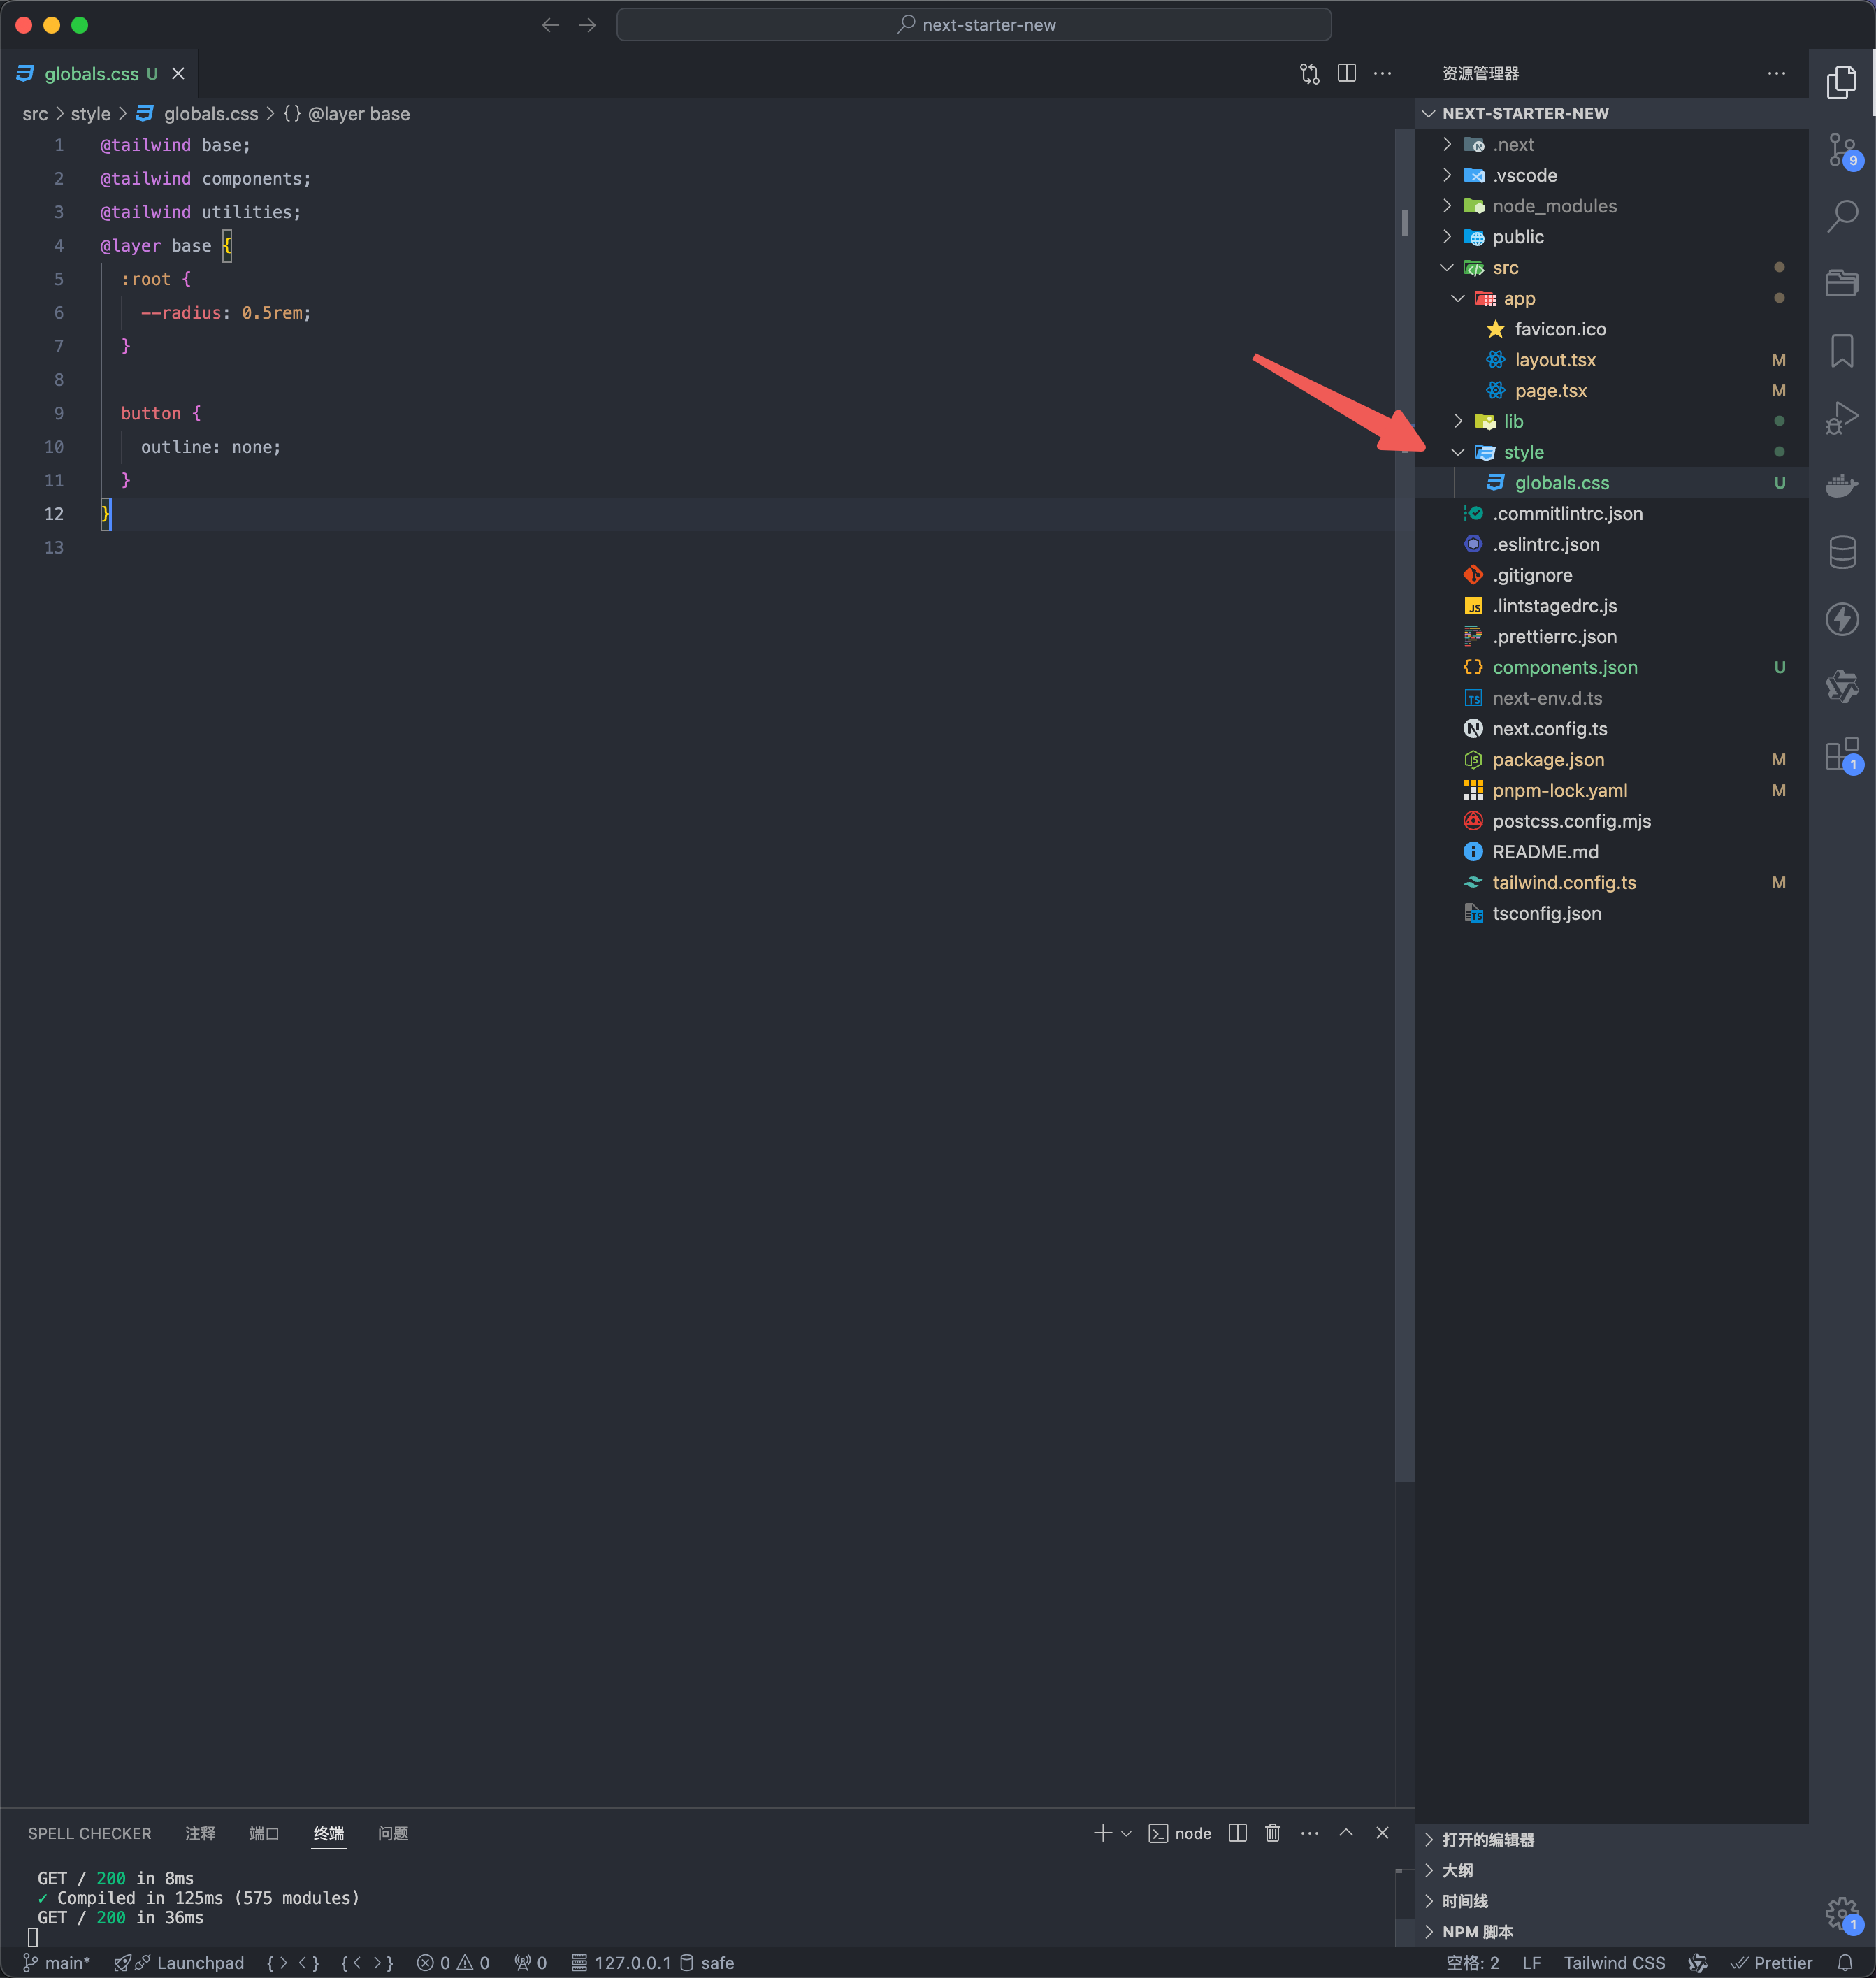 next-starter-new
globals.css U
src > style > globals.css > {} @layer base
1 @tailwind base;
2 @tailwind components;
3 @tailwind utilities;
4 @layer base {
5 :root {
6 --radius: 0.5rem;
7 }
8
9 button {
10 outline: none;
11 }
12 }
13
资源管理器
NEXT-STARTER-NEW
.next
.vscode
node_modules
public
src
app
favicon.ico
layout.tsx M
page.tsx M
lib
style
globals.css U
.commitlintrc.json
.eslintrc.json
.gitignore
.lintstagedrc.js
.prettierrc.json
components.json U
next-env.d.ts
next.config.ts
package.json M
pnpm-lock.yaml M
postcss.config.mjs
README.md
tailwind.config.ts M
tsconfig.json
打开的编辑器
大纲
时间线
NPM 脚本
9
1
1
SPELL CHECKER 注释 端口 终端 问题
node
GET / 200 in 8ms
✓ Compiled in 125ms (575 modules)
GET / 200 in 36ms
main* Launchpad { > < } { < > } 0 0 0 127.0.0.1 safe
空格: 2 LF Tailwind CSS Prettier